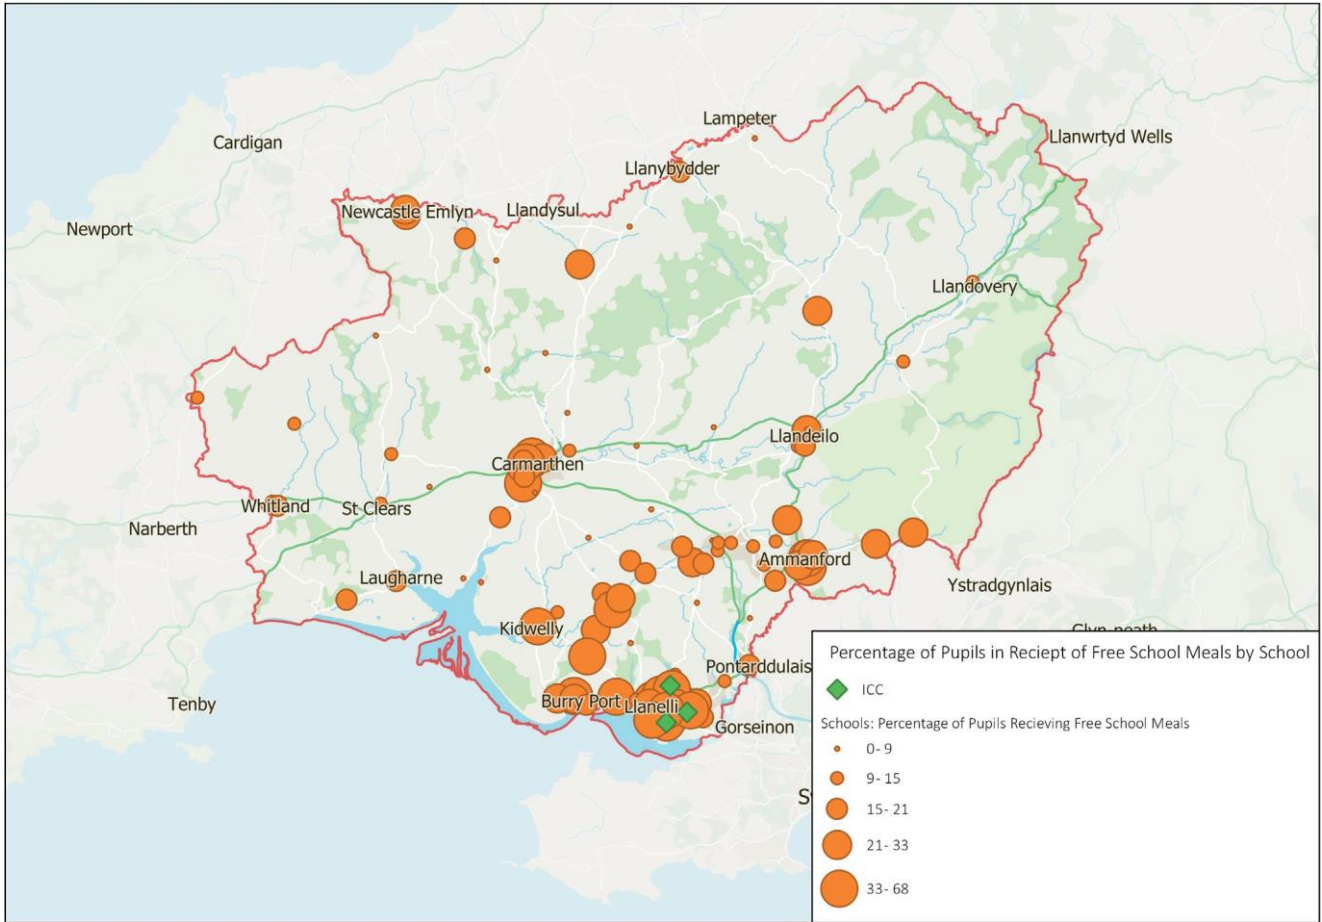 Lampeter
Cardigan
Llanwrtyd Wells
Llanybydder
Newcastle Emlyn
Llandysul
Newport
Llandovery
Llandeilo
Carmarthen
Whitland
St Clears
Narberth
Ammanford
Laugharne
Ystradgynlais
Kidwelly
Pontarddulais
Burry Port
Llanelli
Tenby
Gorseinon
Percentage of Pupils in Reciept of Free School Meals by School
ICC
Schools: Percentage of Pupils Recieving Free School Meals
0- 9
9- 15
15- 21
21- 33
33- 68